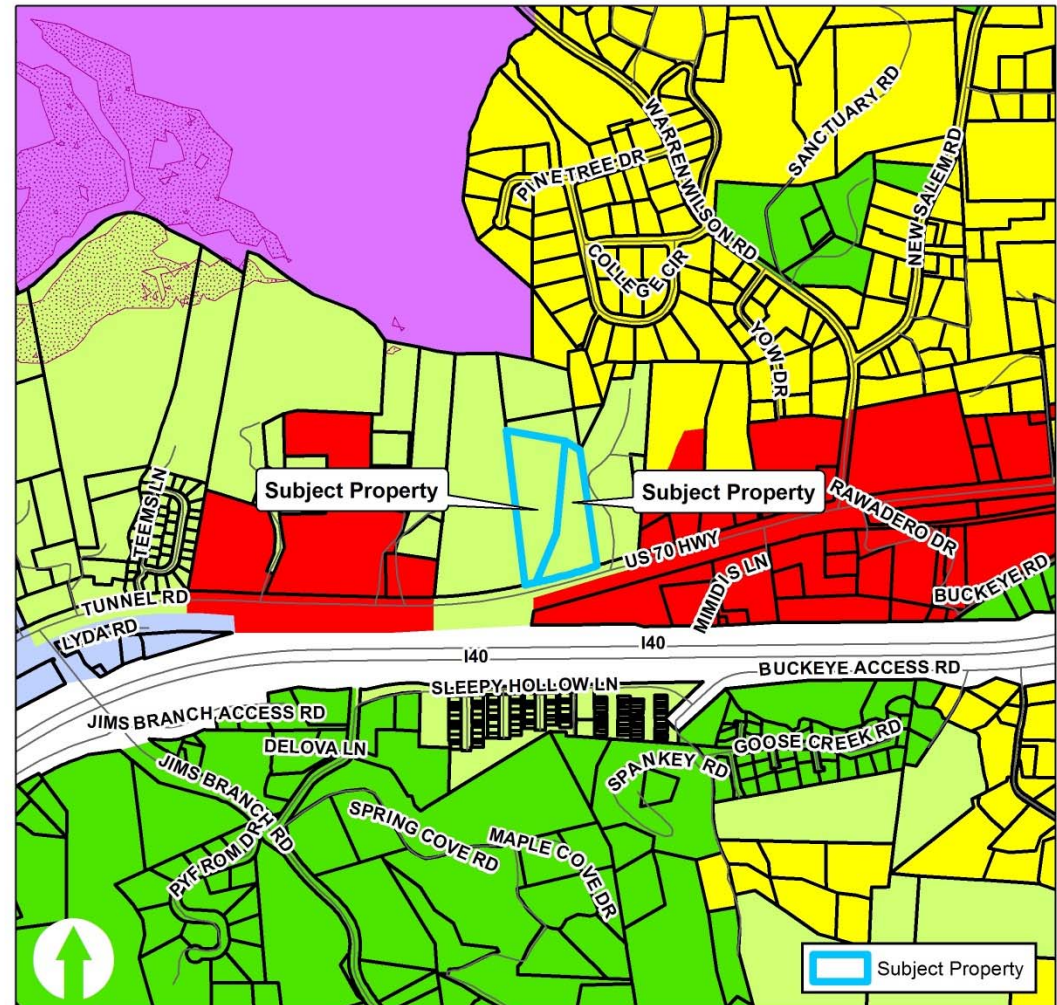 PINE TREE DR
WARREN WILSON RD
SANCTUARY RD
NEW SALEM RD
COLLEGE CIR
YOW DR
TEEMS LN
Subject Property
Subject Property
RAWADERO DR
US 70 HWY
MIMIDIS LN
BUCKEYE RD
TUNNEL RD
LYDA RD
I40
I40
BUCKEYE ACCESS RD
SLEEPY HOLLOW LN
JIMS BRANCH ACCESS RD
DELOVA LN
GOOSE CREEK RD
SPANKEY RD
JIMS BRANCH RD
SPRING COVE RD
MAPLE COVE DR
PYFROM DR
Subject Property